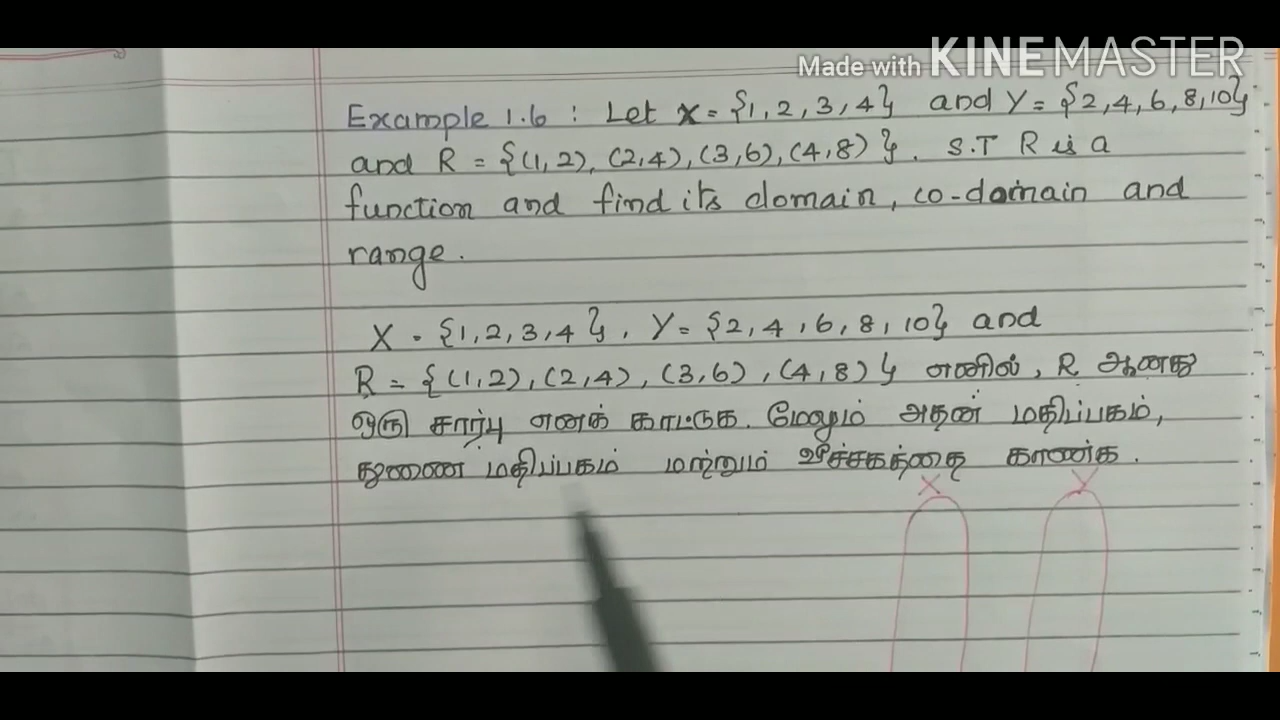 Made with KINEMASTER
Example 1.6 : Let X = {1, 2, 3, 4} and Y = {2, 4, 6, 8, 10}
and R = {(1, 2), (2, 4), (3, 6), (4, 8) }. S.T R is a
function and find its domain, co-domain and
range.
X = {1, 2, 3, 4 }, Y = {2, 4, 6, 8, 10} and
R = { (1, 2), (2, 4), (3, 6), (4, 8) } எனில், R ஆனது
ஒரு சார்பு எனக் காட்டுக. மேலும் அதன் மதிப்பகம்,
துணை மதிப்பகம் மற்றும் வீச்சகத்தை காண்க.
X Y